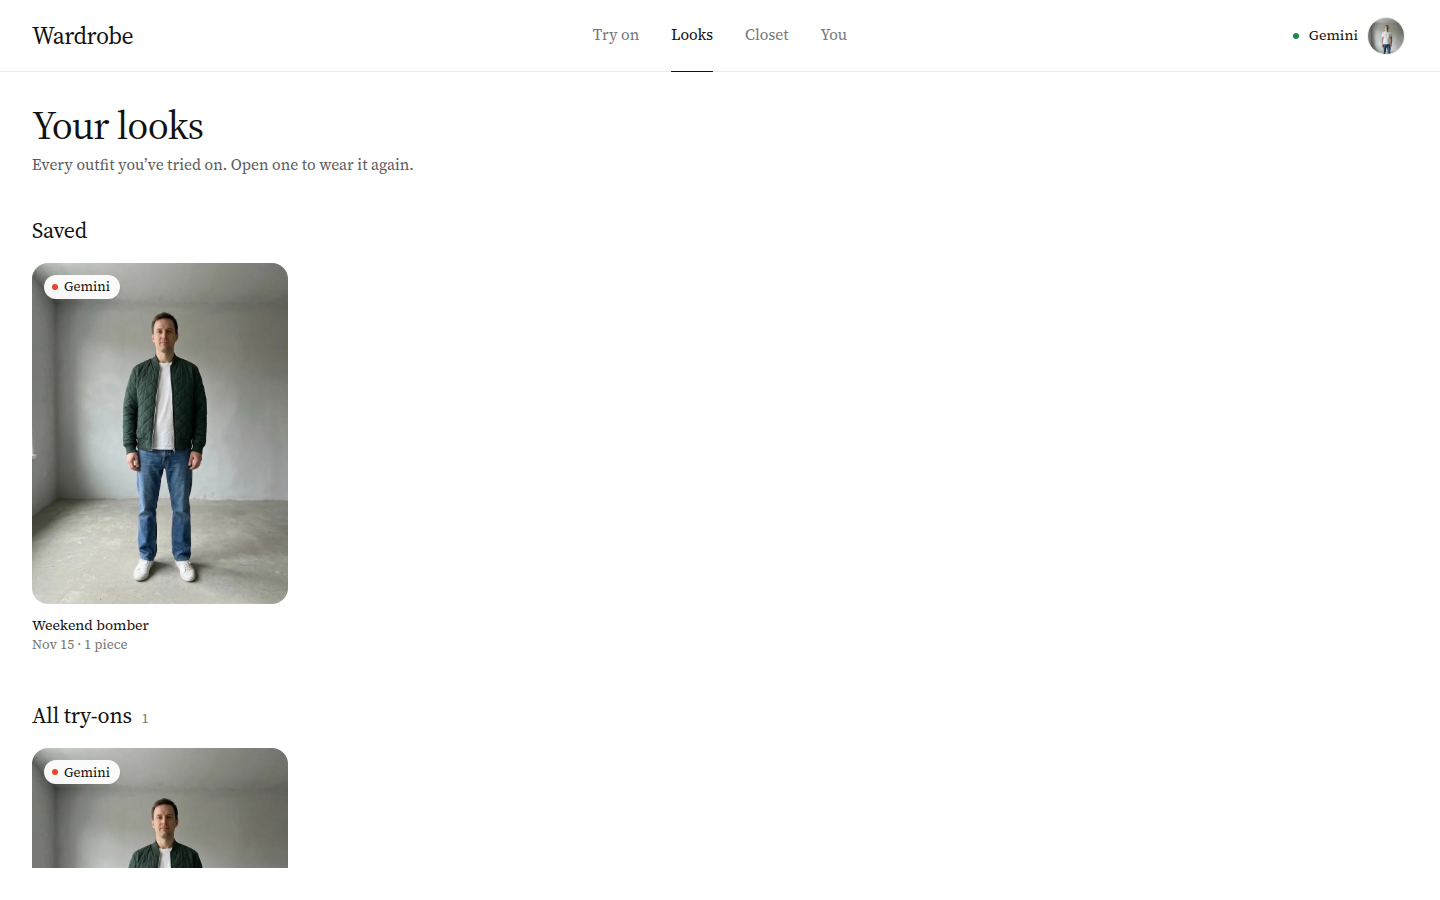 Wardrobe
Try on
Looks
Closet
You
Gemini
Your looks
Every outfit you’ve tried on. Open one to wear it again.
Saved
Gemini
Weekend bomber
Nov 15 · 1 piece
All try-ons 1
Gemini